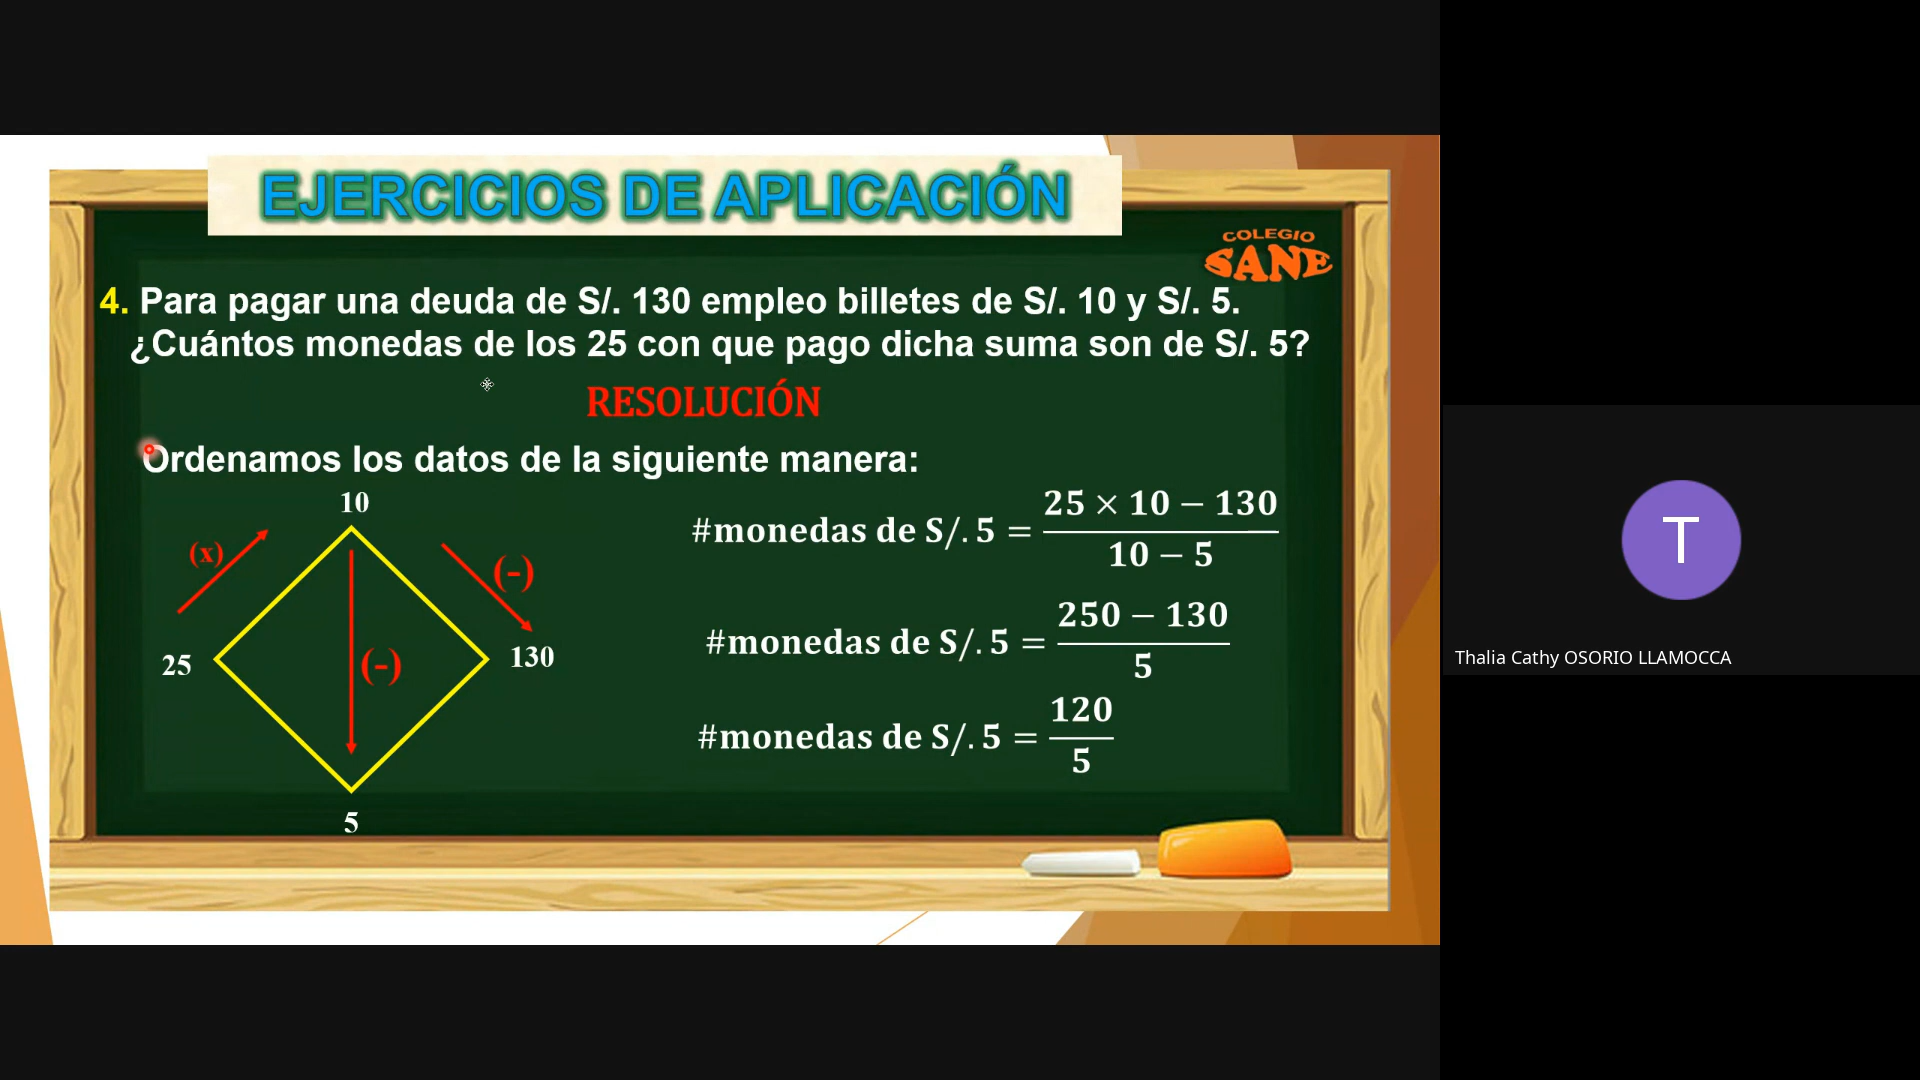 EJERCICIOS DE APLICACIÓN
COLEGIO
SANE
4. Para pagar una deuda de S/. 130 empleo billetes de S/. 10 y S/. 5.
¿Cuántos monedas de los 25 con que pago dicha suma son de S/. 5?
RESOLUCIÓN
Ordenamos los datos de la siguiente manera:
10
(x)
(-)
25
(-)
130
5
#monedas de S/. 5 = (25 × 10 − 130) / (10 − 5)
#monedas de S/. 5 = (250 − 130) / 5
#monedas de S/. 5 = 120 / 5
T
Thalia Cathy OSORIO LLAMOCCA